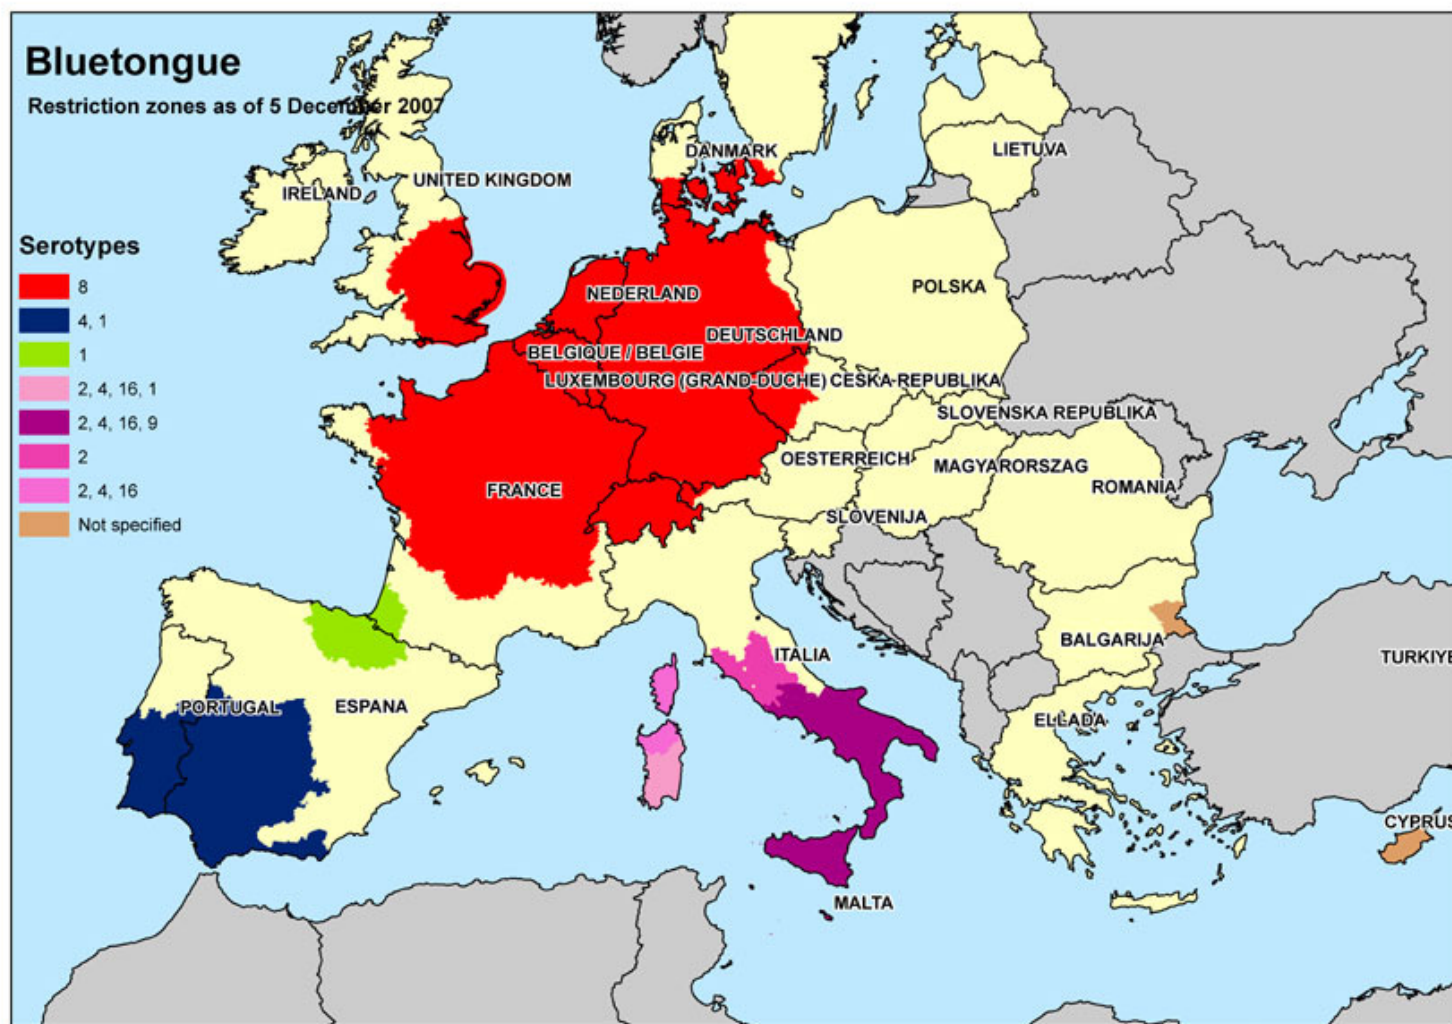 Bluetongue
Restriction zones as of 5 December 2007
DANMARK
LIETUVA
UNITED KINGDOM
IRELAND
Serotypes
8
4, 1
1
2, 4, 16, 1
2, 4, 16, 9
2
2, 4, 16
Not specified
POLSKA
NEDERLAND
DEUTSCHLAND
BELGIQUE / BELGIE
LUXEMBOURG (GRAND-DUCHE)
CESKA REPUBLIKA
SLOVENSKA REPUBLIKA
OESTERREICH
MAGYARORSZAG
ROMANIA
FRANCE
SLOVENIJA
BALGARIJA
ITALIA
TURKIYE
PORTUGAL
ESPANA
ELLADA
CYPRUS
MALTA